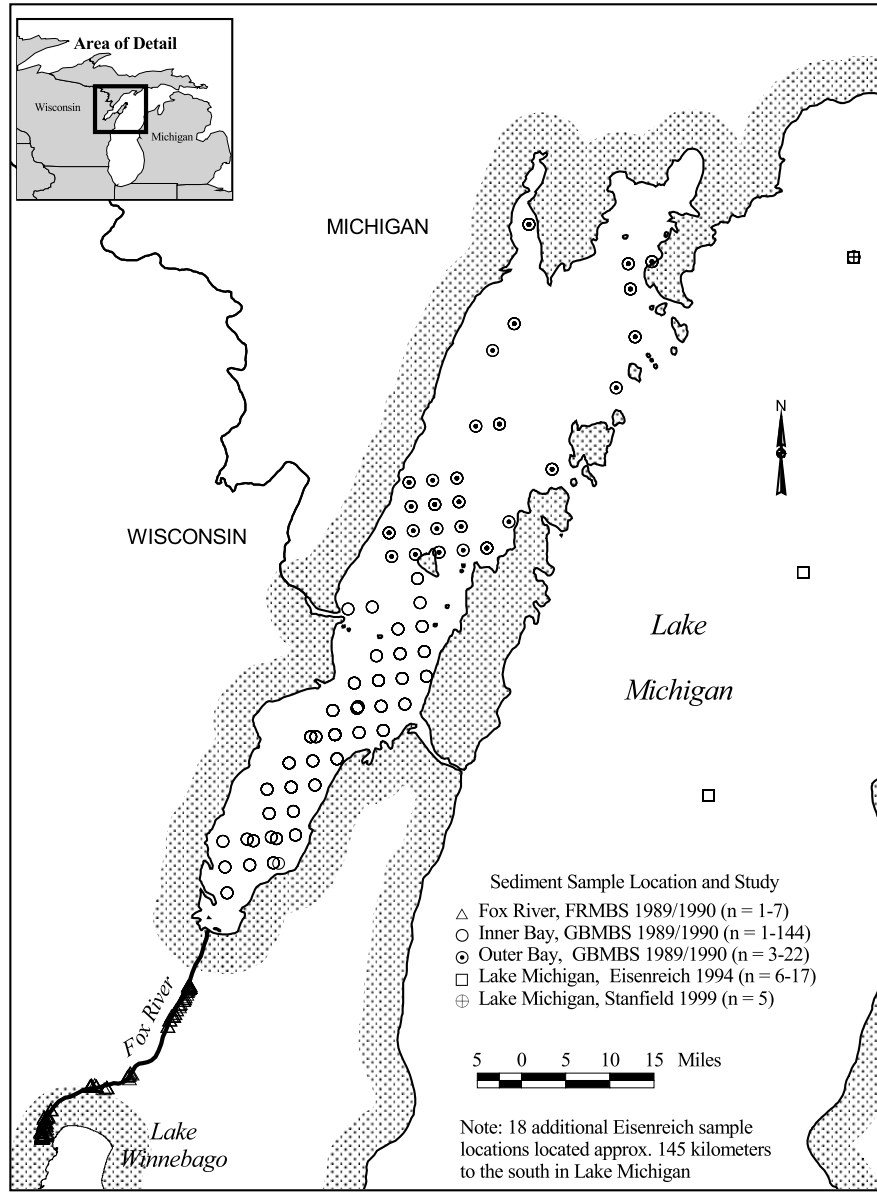 Area of Detail
Wisconsin
Michigan
MICHIGAN
N
WISCONSIN
Lake
Michigan
Sediment Sample Location and Study
Fox River, FRMBS 1989/1990 (n = 1-7)
Inner Bay, GBMBS 1989/1990 (n = 1-144)
Outer Bay, GBMBS 1989/1990 (n = 3-22)
Lake Michigan, Eisenreich 1994 (n = 6-17)
Lake Michigan, Stanfield 1999 (n = 5)
Fox River
5 0 5 10 15 Miles
Lake
Winnebago
Note: 18 additional Eisenreich sample
locations located approx. 145 kilometers
to the south in Lake Michigan